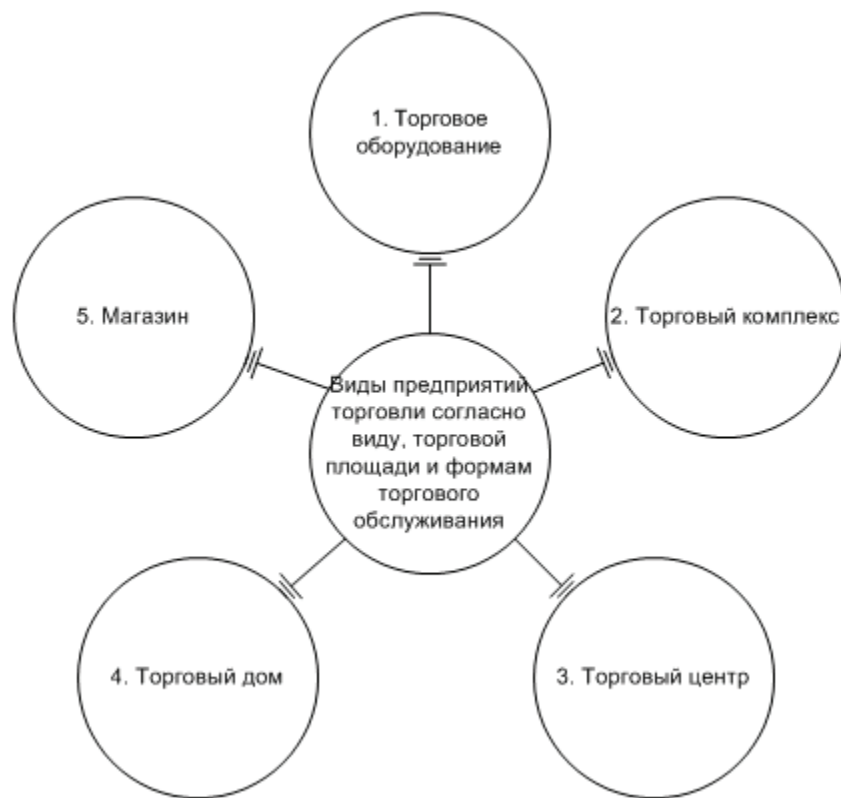 1. Торговое
оборудование
5. Магазин
2. Торговый комплекс
Виды предприятий
торговли согласно
виду, торговой
площади и формам
торгового
обслуживания
4. Торговый дом
3. Торговый центр